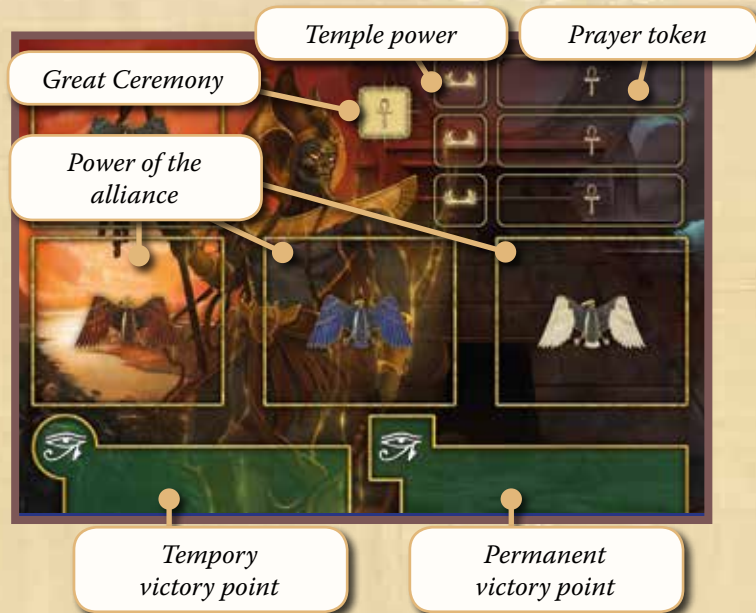 Temple power
Prayer token
Great Ceremony
Power of the
alliance
Tempory
victory point
Permanent
victory point